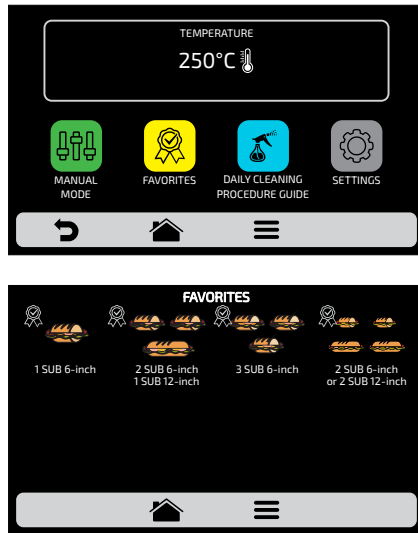 TEMPERATURE
250°C
MANUAL
MODE
FAVORITES
DAILY CLEANING
PROCEDURE GUIDE
SETTINGS
FAVORITES
1 SUB 6-inch
2 SUB 6-inch
1 SUB 12-inch
3 SUB 6-inch
2 SUB 6-inch
or 2 SUB 12-inch